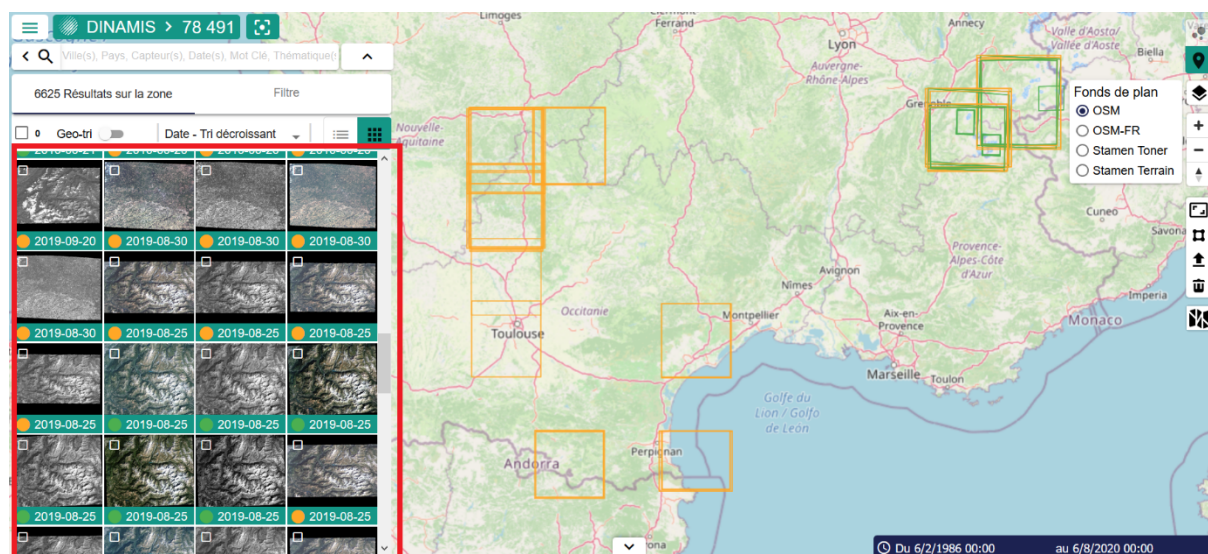 DINAMIS > 78 491
Ville(s), Pays, Capteur(s), Date(s), Mot Clé, Thématique(s
6625 Résultats sur la zone
Filtre
0 Geo-tri Date - Tri décroissant
2019-09-20 2019-08-30 2019-08-30 2019-08-30
2019-08-30 2019-08-25 2019-08-25 2019-08-25
2019-08-25 2019-08-25 2019-08-25 2019-08-25
2019-08-25 2019-08-25 2019-08-25 2019-08-25
Limoges
Clermont-
Ferrand
Annecy
Valle d'Aosta/
Vallée d'Aoste
Biella
Lyon
Auvergne-
Rhône-Alpes
Grenoble
Fonds de plan
OSM
OSM-FR
Stamen Toner
Stamen Terrain
Nouvelle-
Aquitaine
Cuneo
Savona
Provence-
Alpes-Côte
d'Azur
Avignon
Nîmes
Imperia
Occitanie
Toulouse
Montpellier
Aix-en-
Provence
Monaco
Marseille
Toulon
Golfe du
Lion / Golfo
de León
Perpignan
Andorra
Du 6/2/1986 00:00 au 6/8/2020 00:00